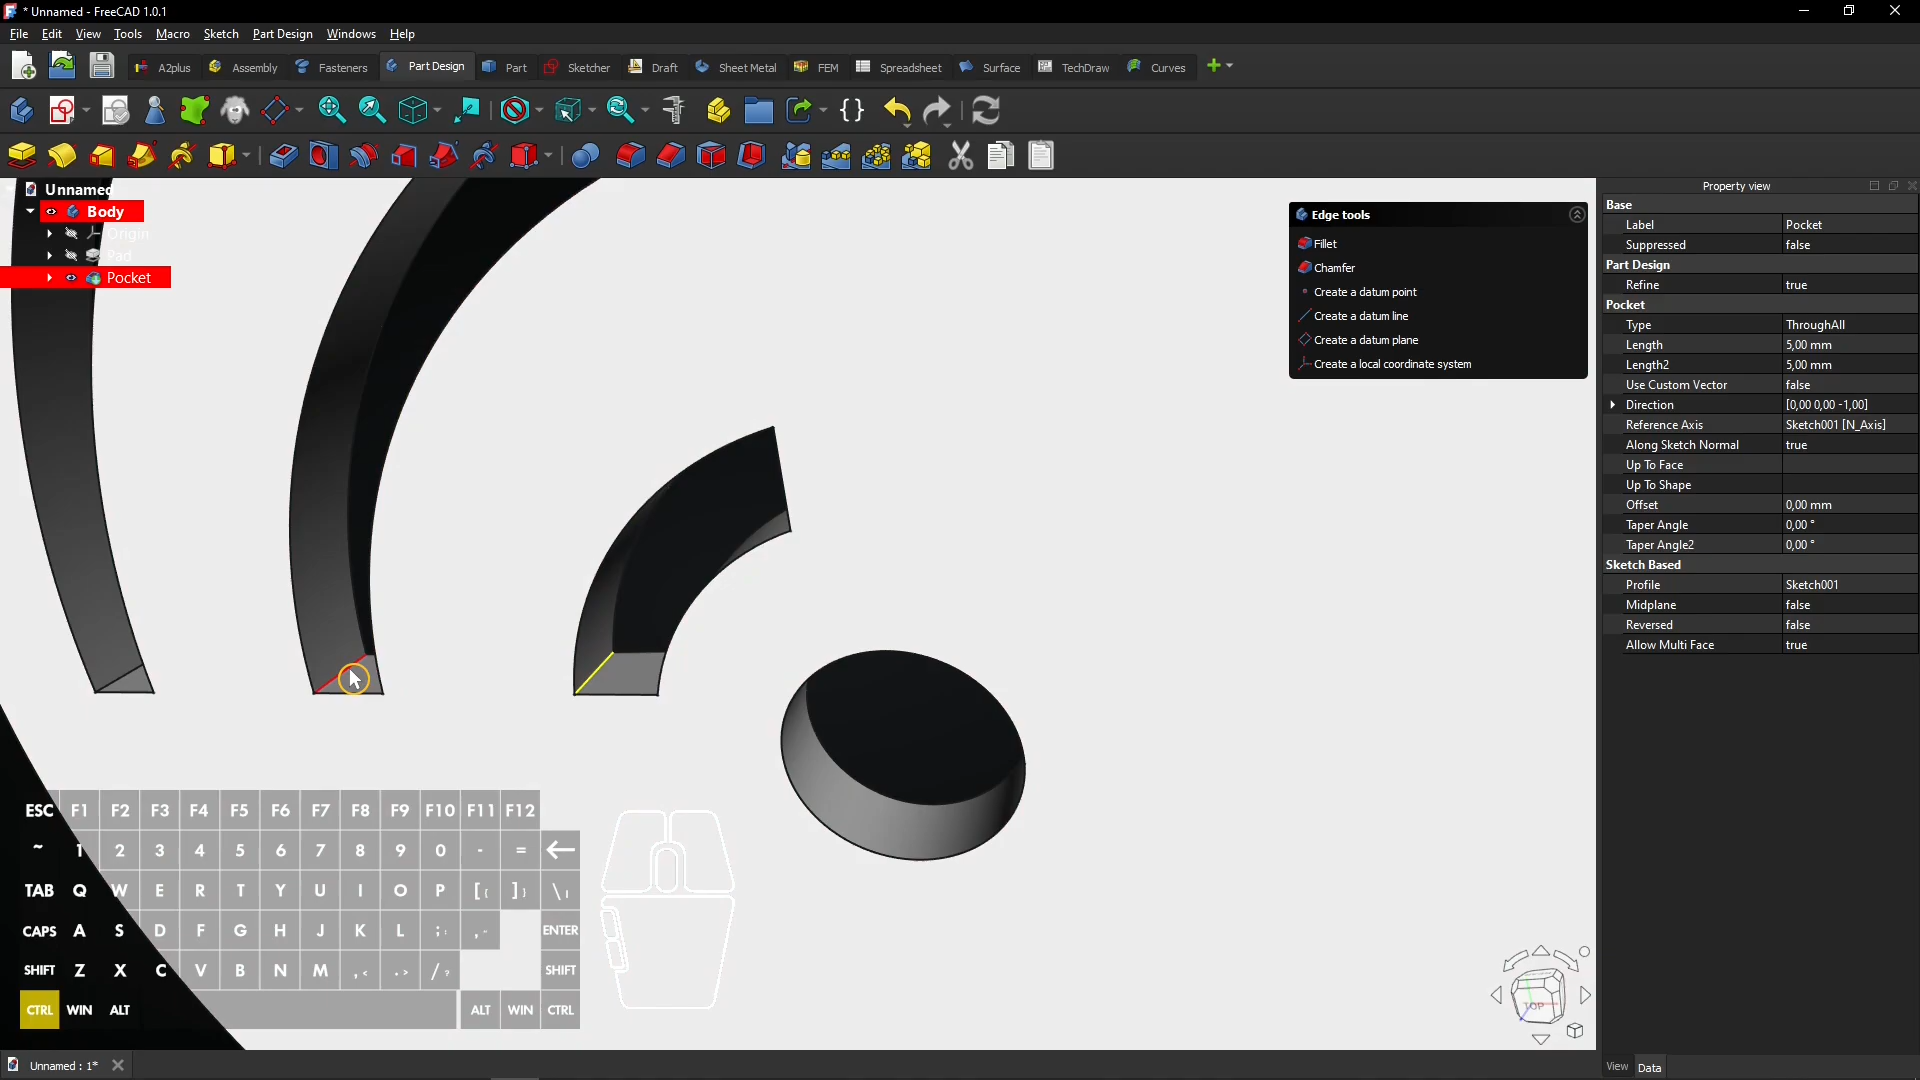 * Unnamed - FreeCAD 1.0.1
File Edit View Tools Macro Sketch Part Design Windows Help
A2plus Assembly Fasteners Part Design Part Sketcher Draft Sheet Metal FEM Spreadsheet Surface TechDraw Curves
Unnamed
Body
Origin
Pad
Pocket
Edge tools
Fillet
Chamfer
Create a datum point
Create a datum line
Create a datum plane
Create a local coordinate system
Property view
Base
Label Pocket
Suppressed false
Part Design
Refine true
Pocket
Type ThroughAll
Length 5,00 mm
Length2 5,00 mm
Use Custom Vector false
Direction [0,00 0,00 -1,00]
Reference Axis Sketch001 [N_Axis]
Along Sketch Normal true
Up To Face
Up To Shape
Offset 0,00 mm
Taper Angle 0,00 °
Taper Angle2 0,00 °
Sketch Based
Profile Sketch001
Midplane false
Reversed false
Allow Multi Face true
ESC F1 F2 F3 F4 F5 F6 F7 F8 F9 F10 F11 F12
~ 1 2 3 4 5 6 7 8 9 0 - =
TAB Q W E R T Y U I O P [{ ]} \|
CAPS A S D F G H J K L ;: ," ENTER
SHIFT Z X C V B N M ,< .> /? SHIFT
CTRL WIN ALT ALT WIN CTRL
TOP
Unnamed : 1*
View Data